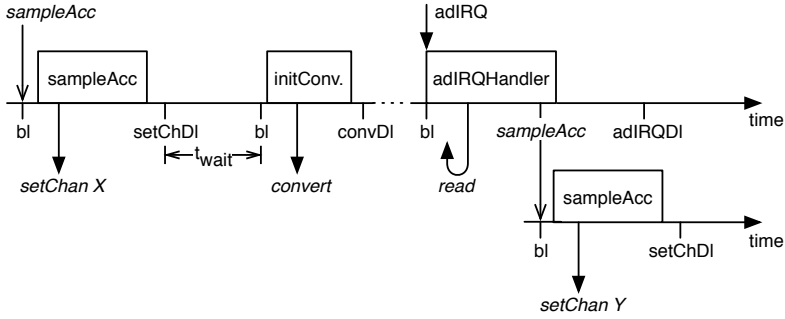 sampleAcc
adIRQ
sampleAcc
initConv.
adIRQHandler
time
bl
setChDl
bl
convDl
bl
sampleAcc
adIRQDl
twait
setChan X
convert
read
sampleAcc
time
bl
setChDl
setChan Y